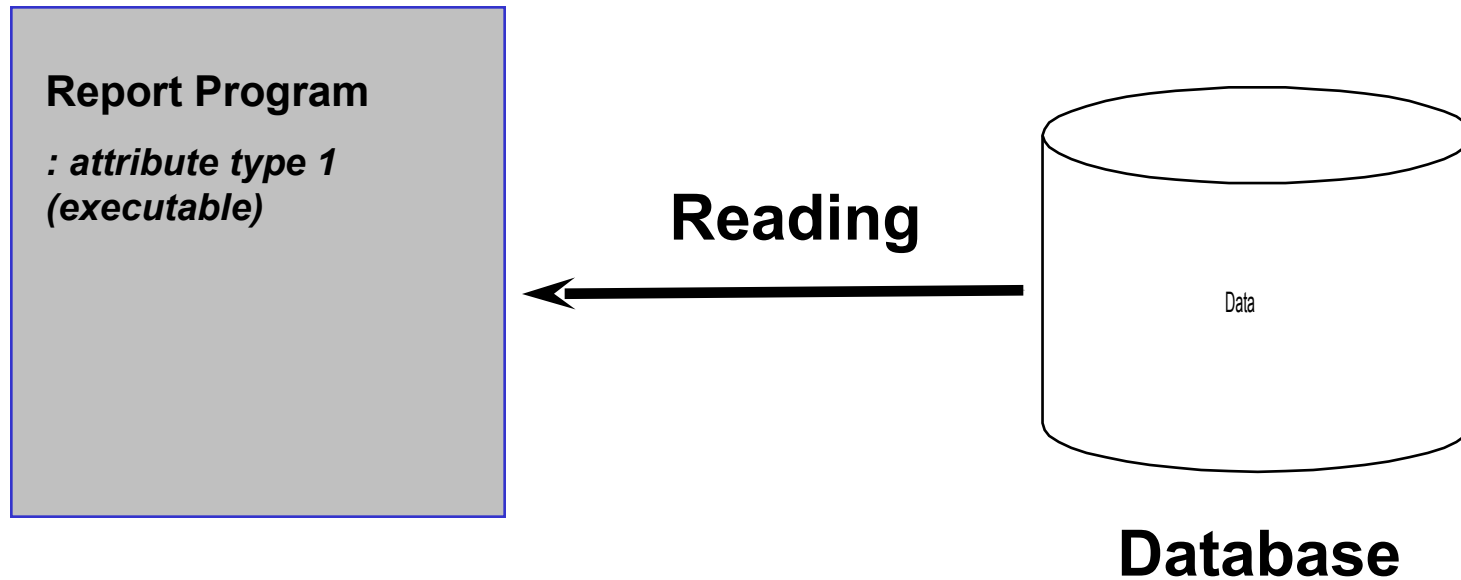 Report Program
: attribute type 1
(executable)
Reading
Data
Database